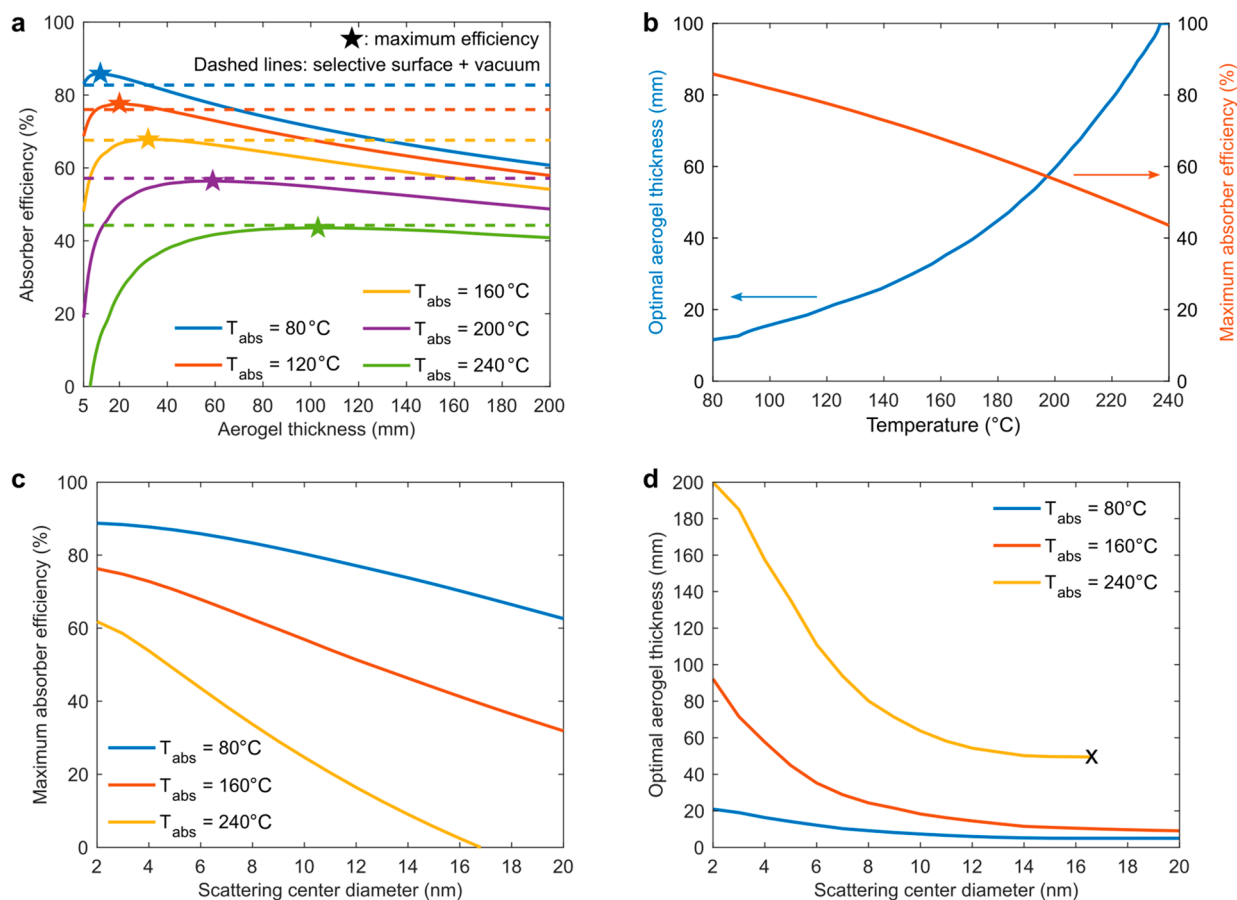 a
★: maximum efficiency
Dashed lines: selective surface + vacuum
Absorber efficiency (%)
100
80
60
40
20
0
T_abs = 80°C
T_abs = 120°C
T_abs = 160°C
T_abs = 200°C
T_abs = 240°C
5 20 40 60 80 100 120 140 160 180 200
Aerogel thickness (mm)
b
Optimal aerogel thickness (mm)
100
80
60
40
20
0
100
80
60
40
20
0
Maximum absorber efficiency (%)
80 100 120 140 160 180 200 220 240
Temperature (°C)
c
Maximum absorber efficiency (%)
100
80
60
40
20
0
T_abs = 80°C
T_abs = 160°C
T_abs = 240°C
2 4 6 8 10 12 14 16 18 20
Scattering center diameter (nm)
d
Optimal aerogel thickness (mm)
200
180
160
140
120
100
80
60
40
20
0
T_abs = 80°C
T_abs = 160°C
T_abs = 240°C
X
2 4 6 8 10 12 14 16 18 20
Scattering center diameter (nm)